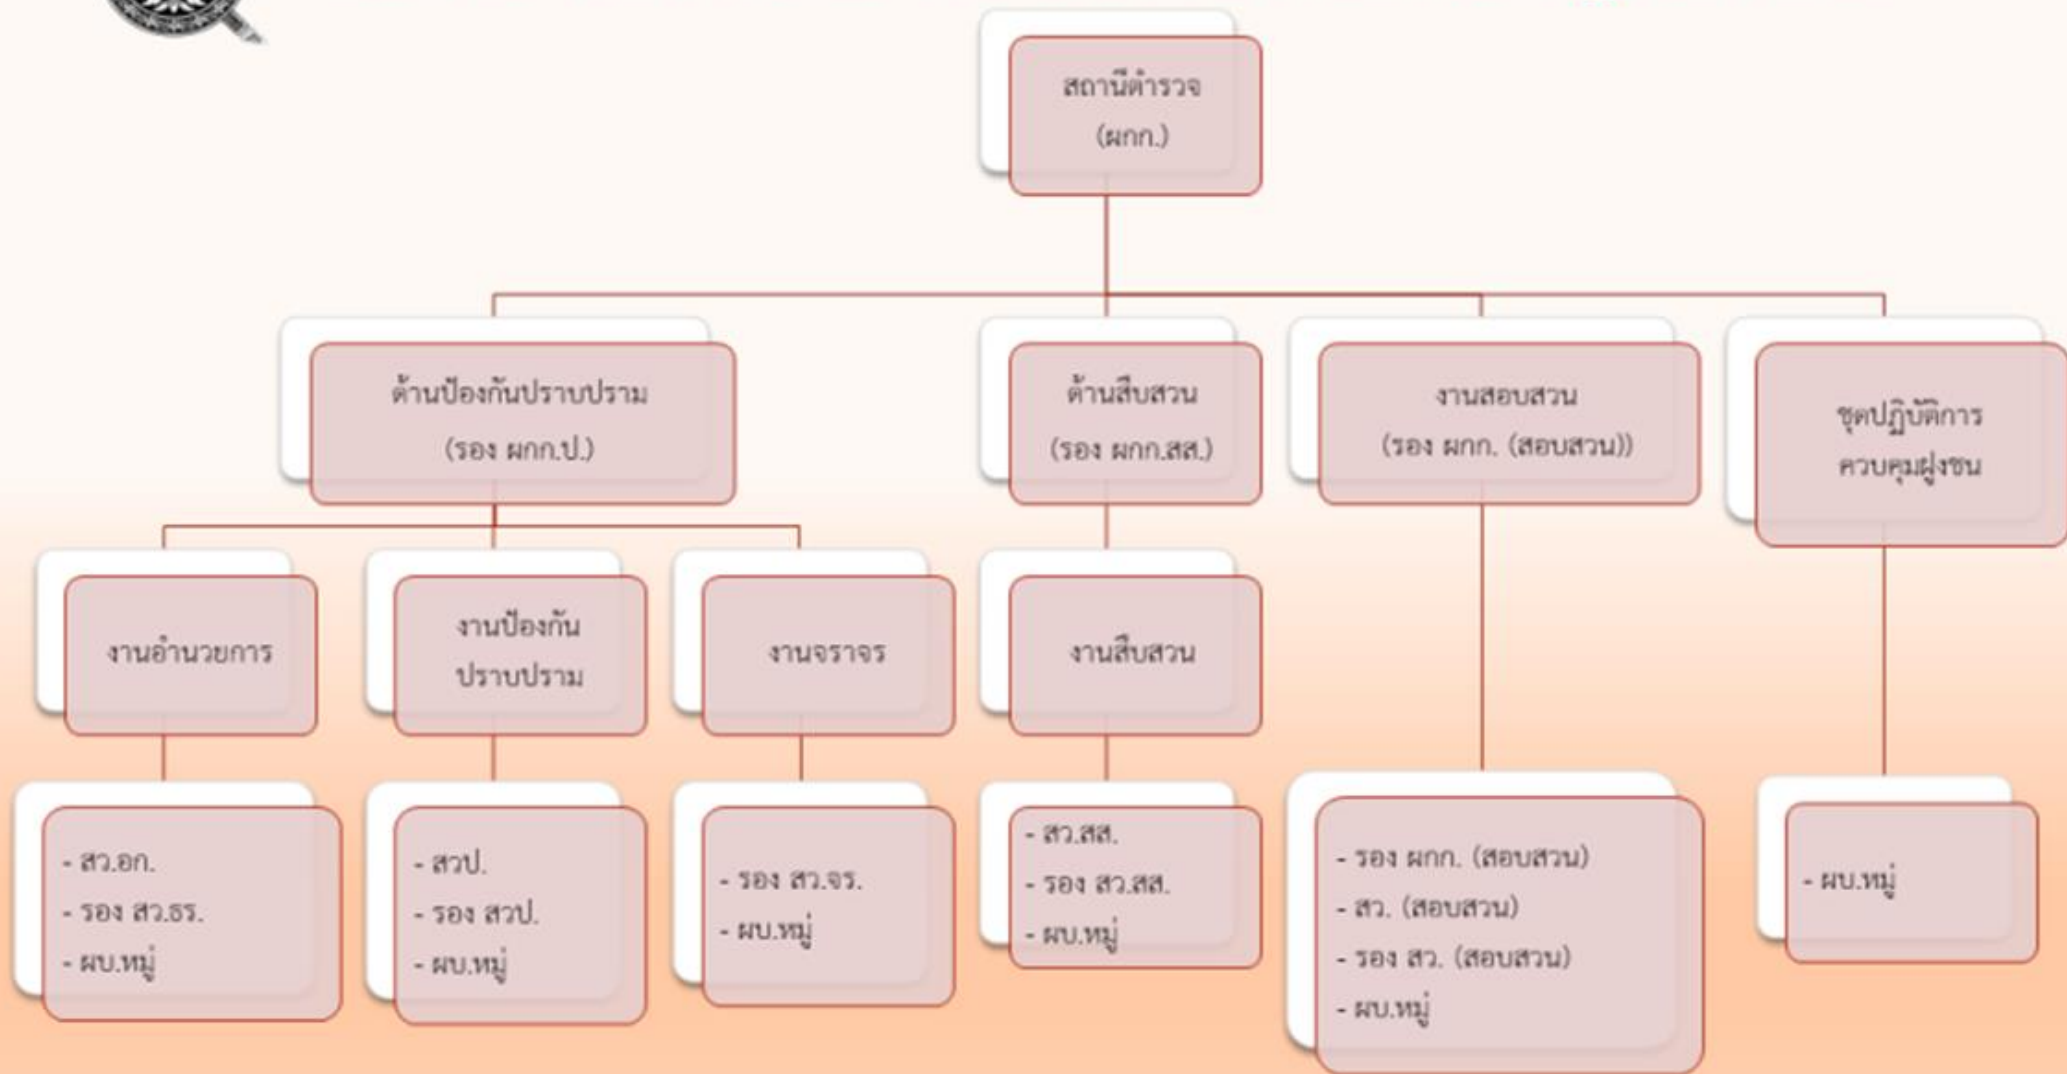 สถานีตำรวจ
(ผกก.)
ด้านป้องกันปราบปราม
(รอง ผกก.ป.)
ด้านสืบสวน
(รอง ผกก.สส.)
งานสอบสวน
(รอง ผกก. (สอบสวน))
ชุดปฏิบัติการ
ควบคุมฝูงชน
งานอำนวยการ
งานป้องกัน
ปราบปราม
งานจราจร
งานสืบสวน
- สว.อก.
- รอง สว.ธร.
- ผบ.หมู่
- สวป.
- รอง สวป.
- ผบ.หมู่
- รอง สว.จร.
- ผบ.หมู่
- สว.สส.
- รอง สว.สส.
- ผบ.หมู่
- รอง ผกก. (สอบสวน)
- สว. (สอบสวน)
- รอง สว. (สอบสวน)
- ผบ.หมู่
- ผบ.หมู่